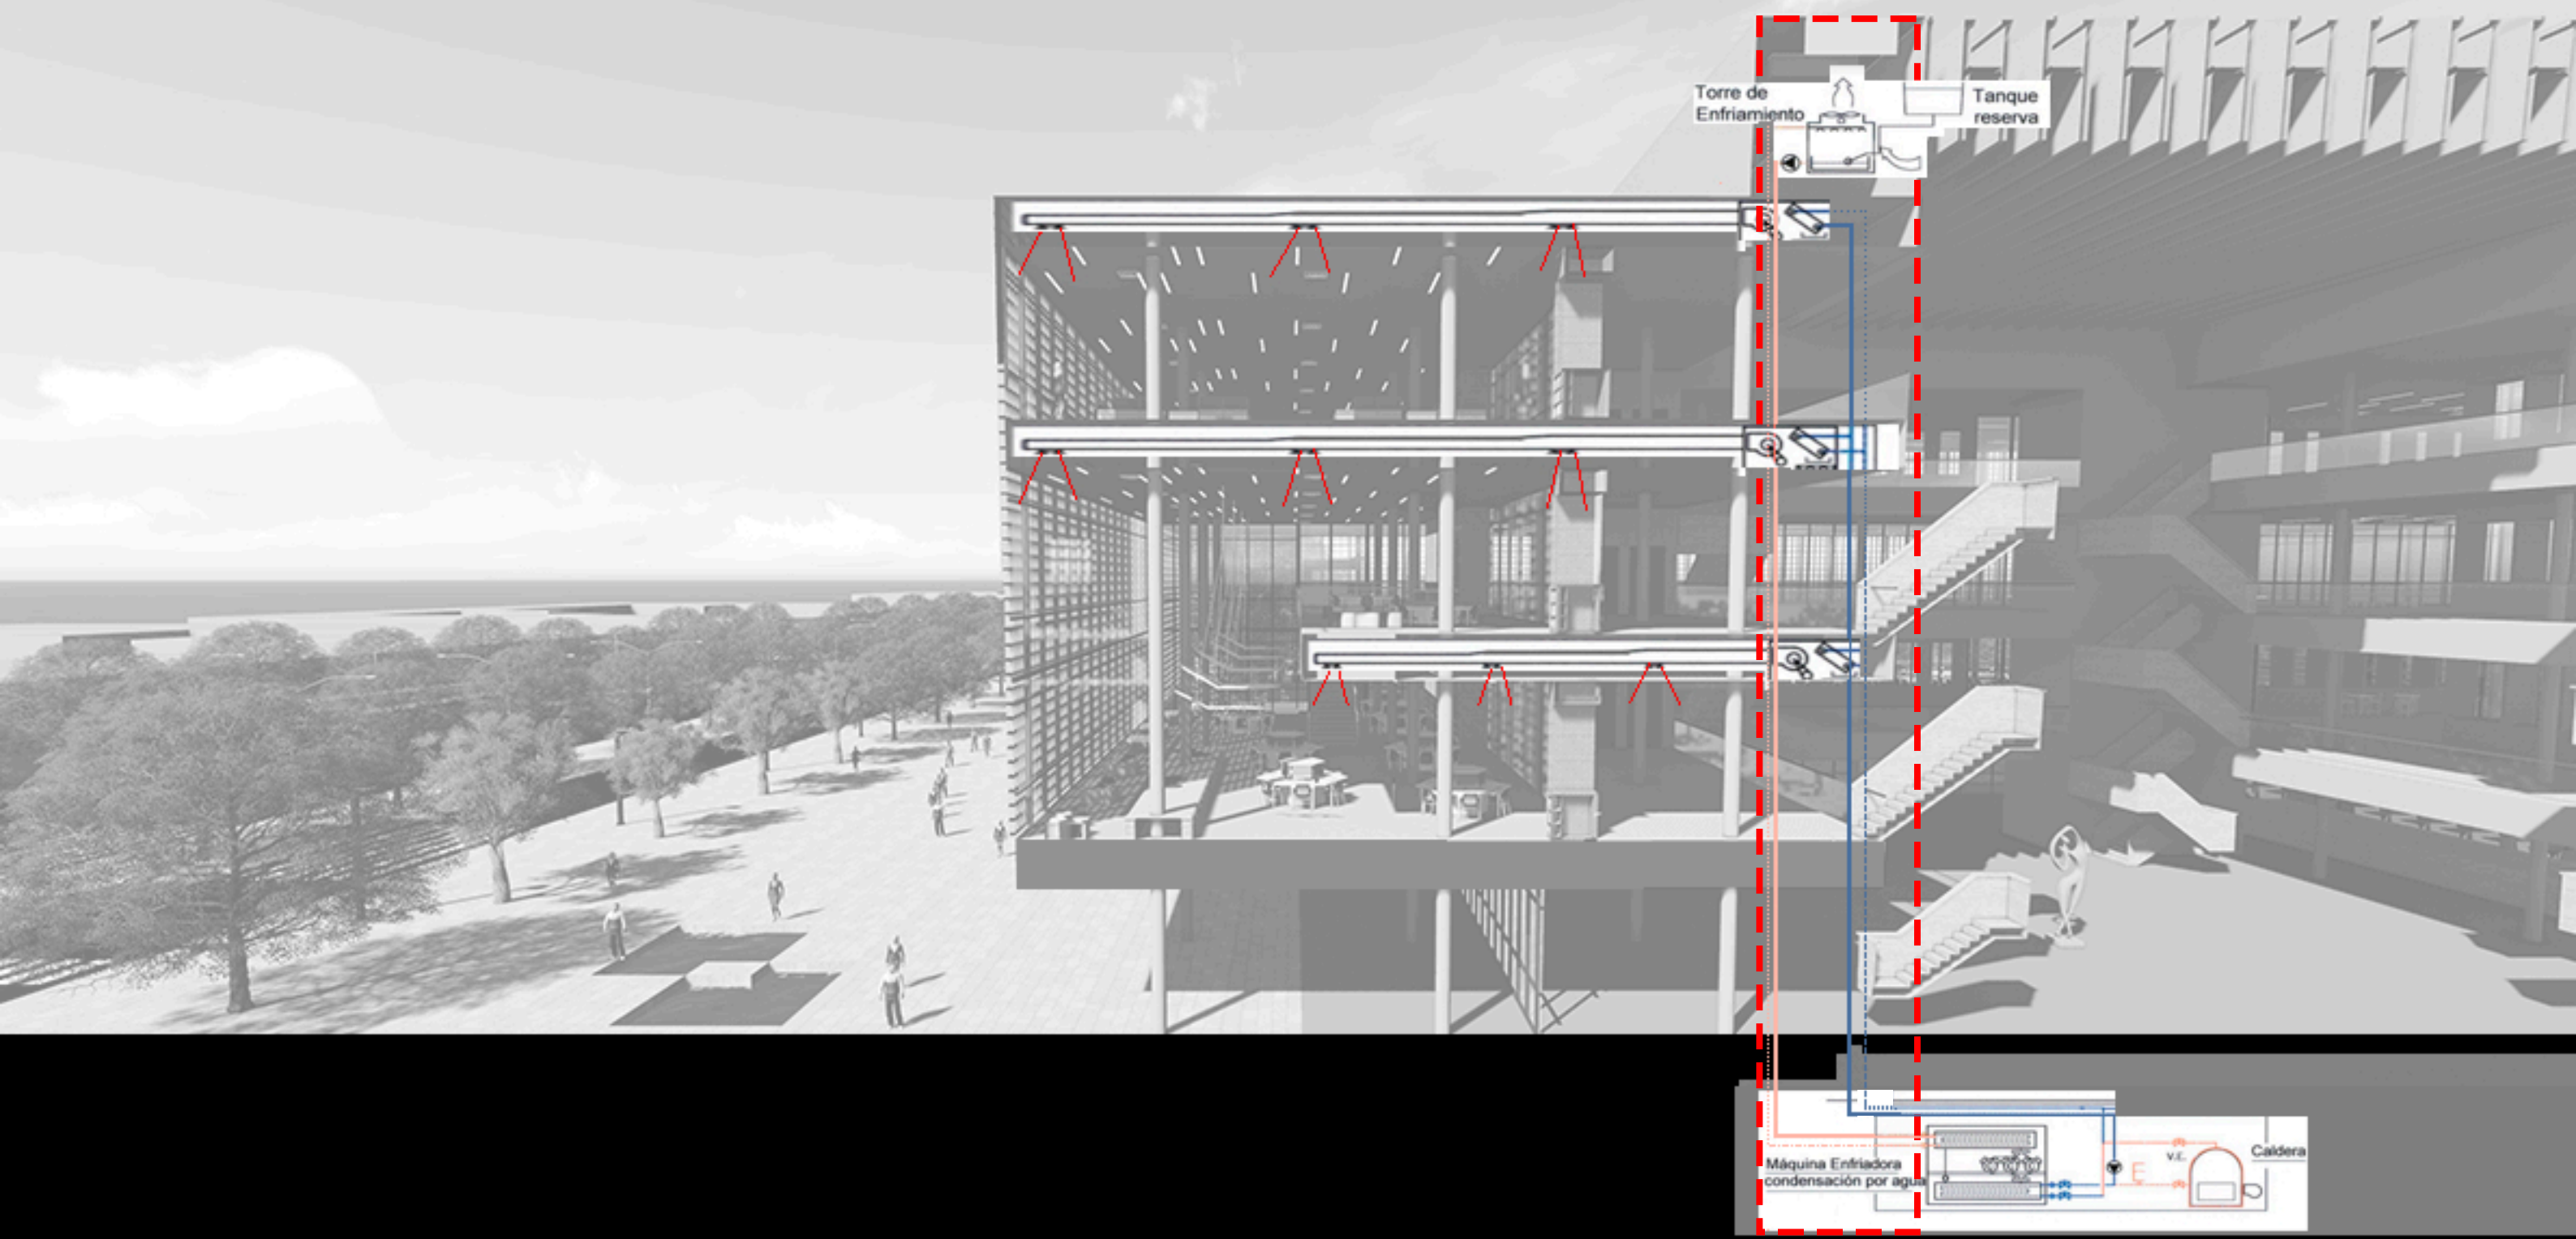 Torre de
Enfriamiento
Tanque
reserva
Máquina Enfriadora
condensación por agua
V.E.
E
Caldera